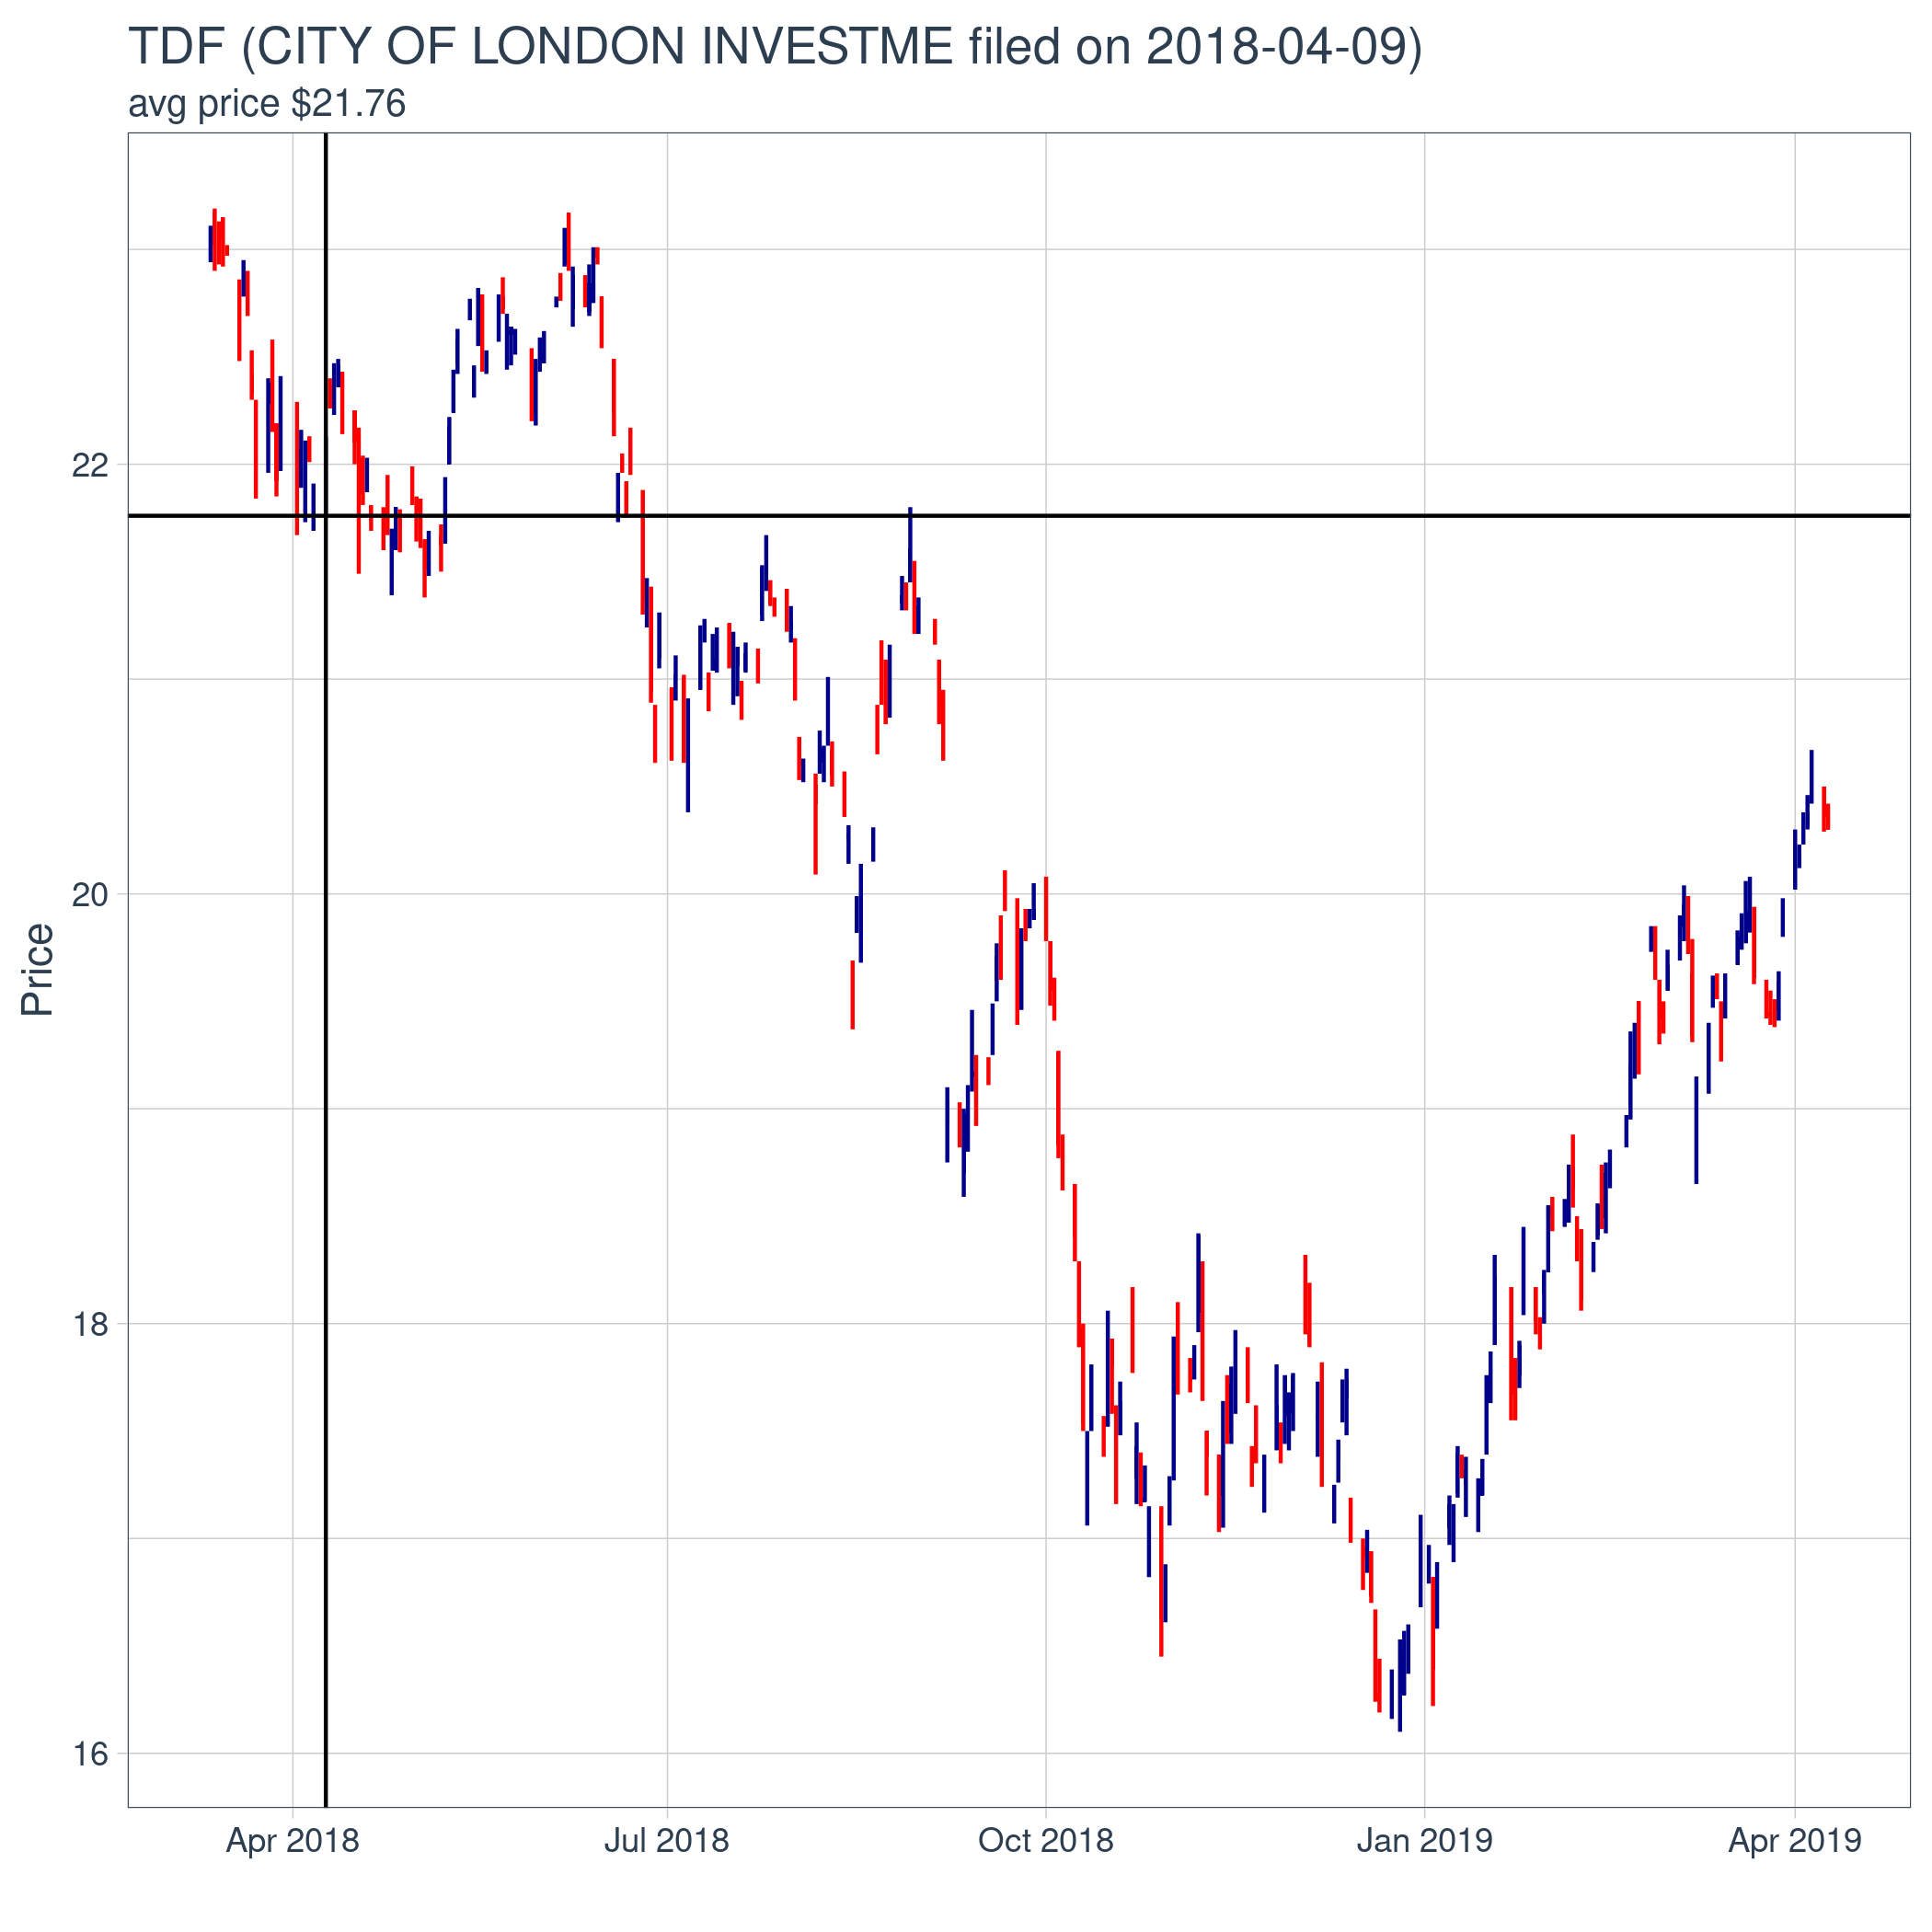 TDF (CITY OF LONDON INVESTME filed on 2018-04-09)
avg price $21.76
22
20
18
16
Price
Apr 2018 Jul 2018 Oct 2018 Jan 2019 Apr 2019